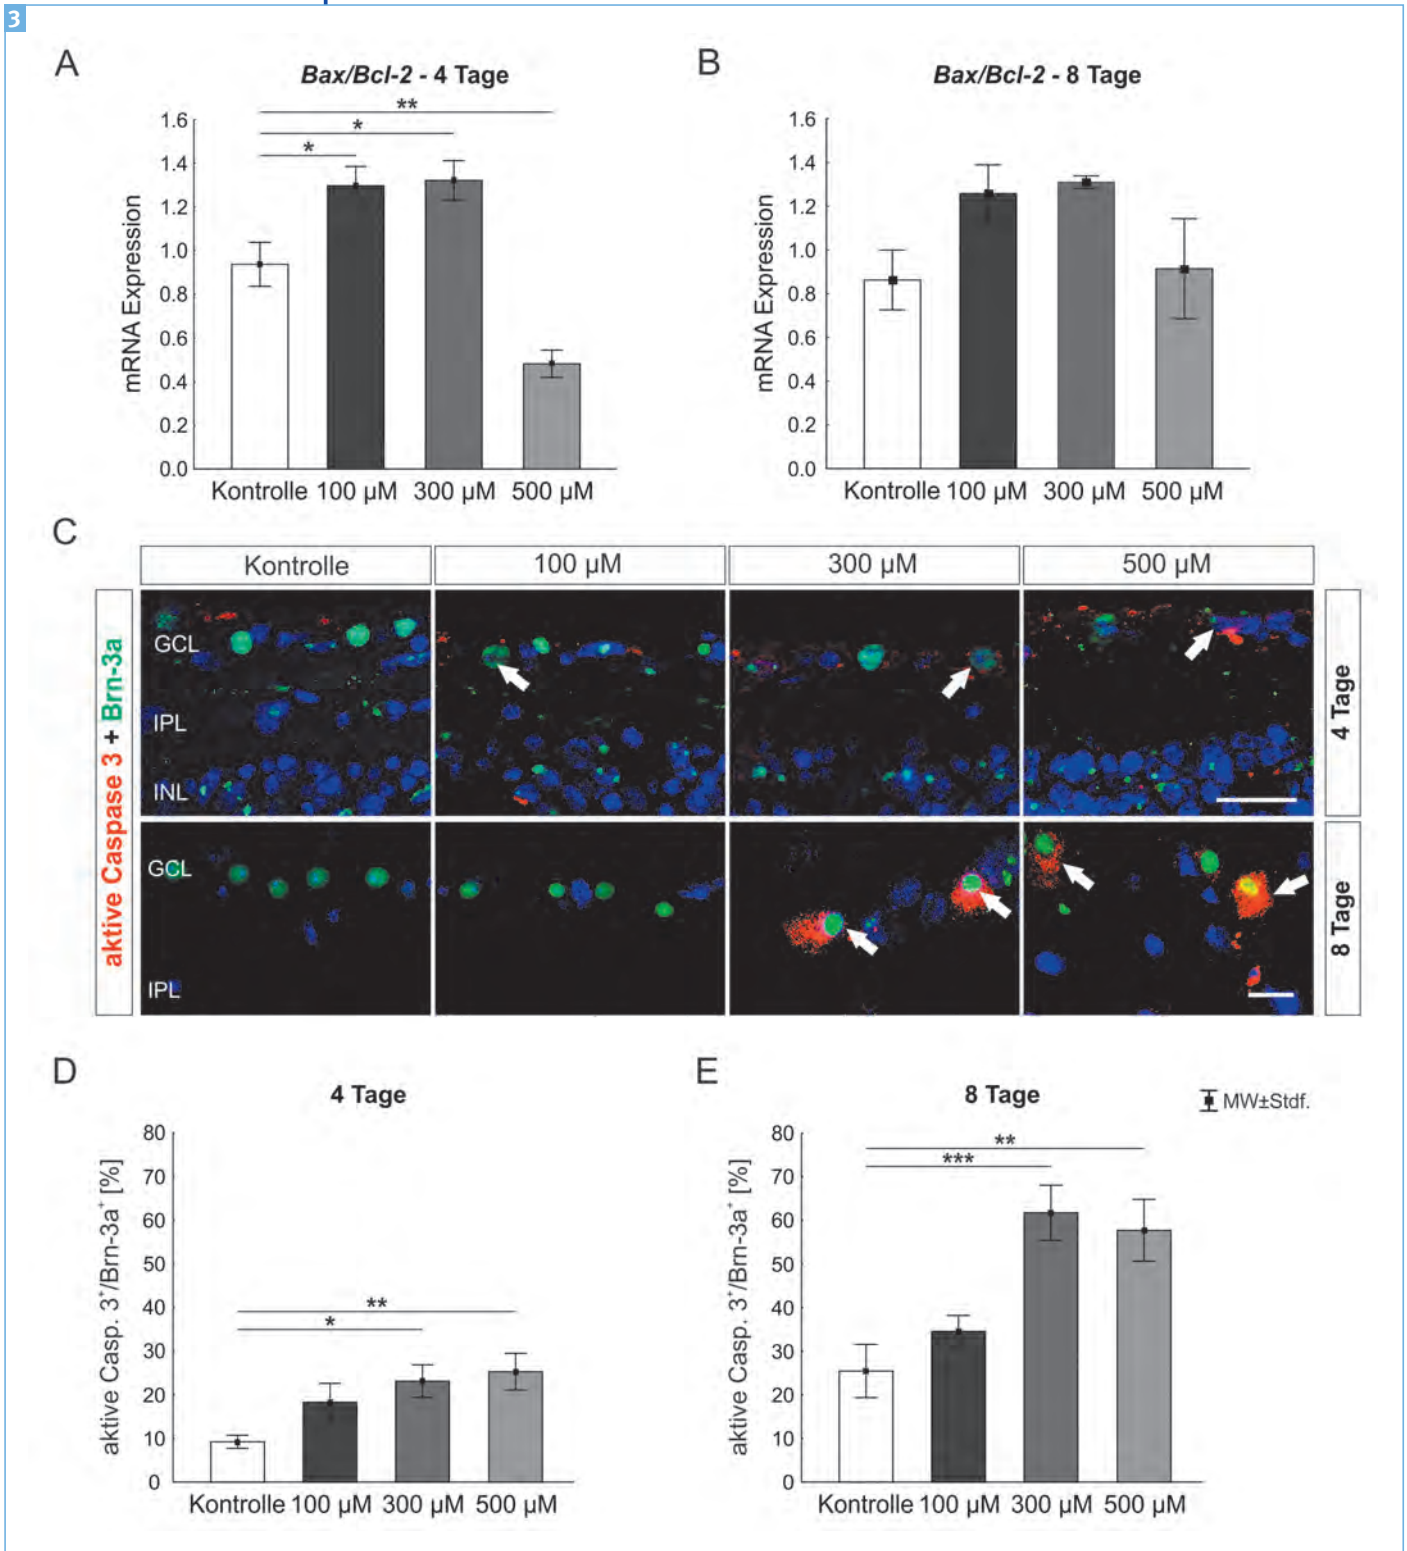 3
A
Bax/Bcl-2 - 4 Tage
**
*
*
mRNA Expression
1.6
1.4
1.2
1.0
0.8
0.6
0.4
0.2
0.0
Kontrolle 100 µM 300 µM 500 µM
B
Bax/Bcl-2 - 8 Tage
mRNA Expression
1.6
1.4
1.2
1.0
0.8
0.6
0.4
0.2
0.0
Kontrolle 100 µM 300 µM 500 µM
C
Kontrolle 100 µM 300 µM 500 µM
aktive Caspase 3 + Brn-3a
GCL
IPL
INL
4 Tage
GCL
IPL
8 Tage
D
4 Tage
aktive Casp. 3⁺/Brn-3a⁺ [%]
80
70
60
50
40
30
20
10
0
**
*
Kontrolle 100 µM 300 µM 500 µM
E
8 Tage
MW±Stdf.
aktive Casp. 3⁺/Brn-3a⁺ [%]
80
70
60
50
40
30
20
10
0
**
***
Kontrolle 100 µM 300 µM 500 µM